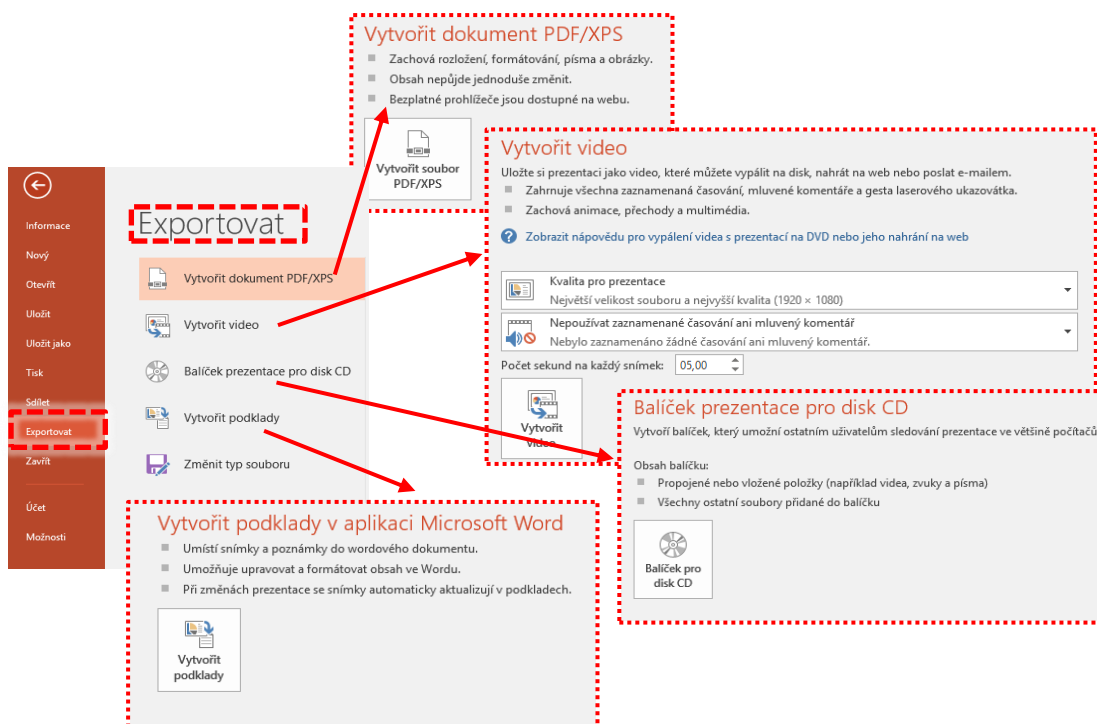 Vytvořit dokument PDF/XPS
Zachová rozložení, formátování, písma a obrázky.
Obsah nepůjde jednoduše změnit.
Bezplatné prohlížeče jsou dostupné na webu.
Vytvořit soubor
PDF/XPS
Vytvořit video
Uložte si prezentaci jako video, které můžete vypálit na disk, nahrát na web nebo poslat e-mailem.
Zahrnuje všechna zaznamenaná časování, mluvené komentáře a gesta laserového ukazovátka.
Zachová animace, přechody a multimédia.
Zobrazit nápovědu pro vypálení videa s prezentací na DVD nebo jeho nahrání na web
Kvalita pro prezentace
Největší velikost souboru a nejvyšší kvalita (1920 × 1080)
Nepoužívat zaznamenané časování ani mluvený komentář
Nebylo zaznamenáno žádné časování ani mluvený komentář.
Počet sekund na každý snímek: 05,00
Vytvořit
video
Informace
Nový
Otevřít
Uložit
Uložit jako
Tisk
Sdílet
Exportovat
Zavřít
Účet
Možnosti
Exportovat
Vytvořit dokument PDF/XPS
Vytvořit video
Balíček prezentace pro disk CD
Vytvořit podklady
Změnit typ souboru
Balíček prezentace pro disk CD
Vytvoří balíček, který umožní ostatním uživatelům sledování prezentace ve většině počítačů
Obsah balíčku:
Propojené nebo vložené položky (například videa, zvuky a písma)
Všechny ostatní soubory přidané do balíčku
Balíček pro
disk CD
Vytvořit podklady v aplikaci Microsoft Word
Umístí snímky a poznámky do wordového dokumentu.
Umožňuje upravovat a formátovat obsah ve Wordu.
Při změnách prezentace se snímky automaticky aktualizují v podkladech.
Vytvořit
podklady